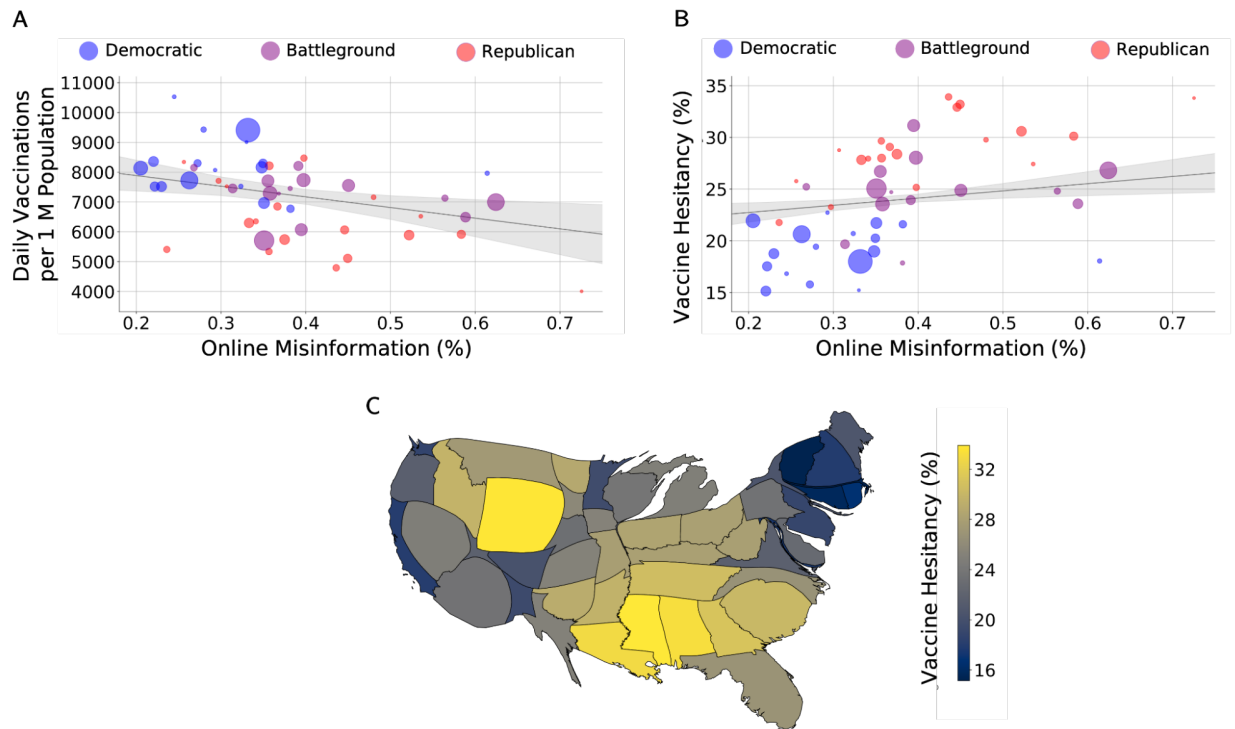 A
Democratic Battleground Republican
Daily Vaccinations
per 1 M Population
11000
10000
9000
8000
7000
6000
5000
4000
0.2 0.3 0.4 0.5 0.6 0.7
Online Misinformation (%)
B
Democratic Battleground Republican
Vaccine Hesitancy (%)
35
30
25
20
15
0.2 0.3 0.4 0.5 0.6 0.7
Online Misinformation (%)
C
Vaccine Hesitancy (%)
32
28
24
20
16